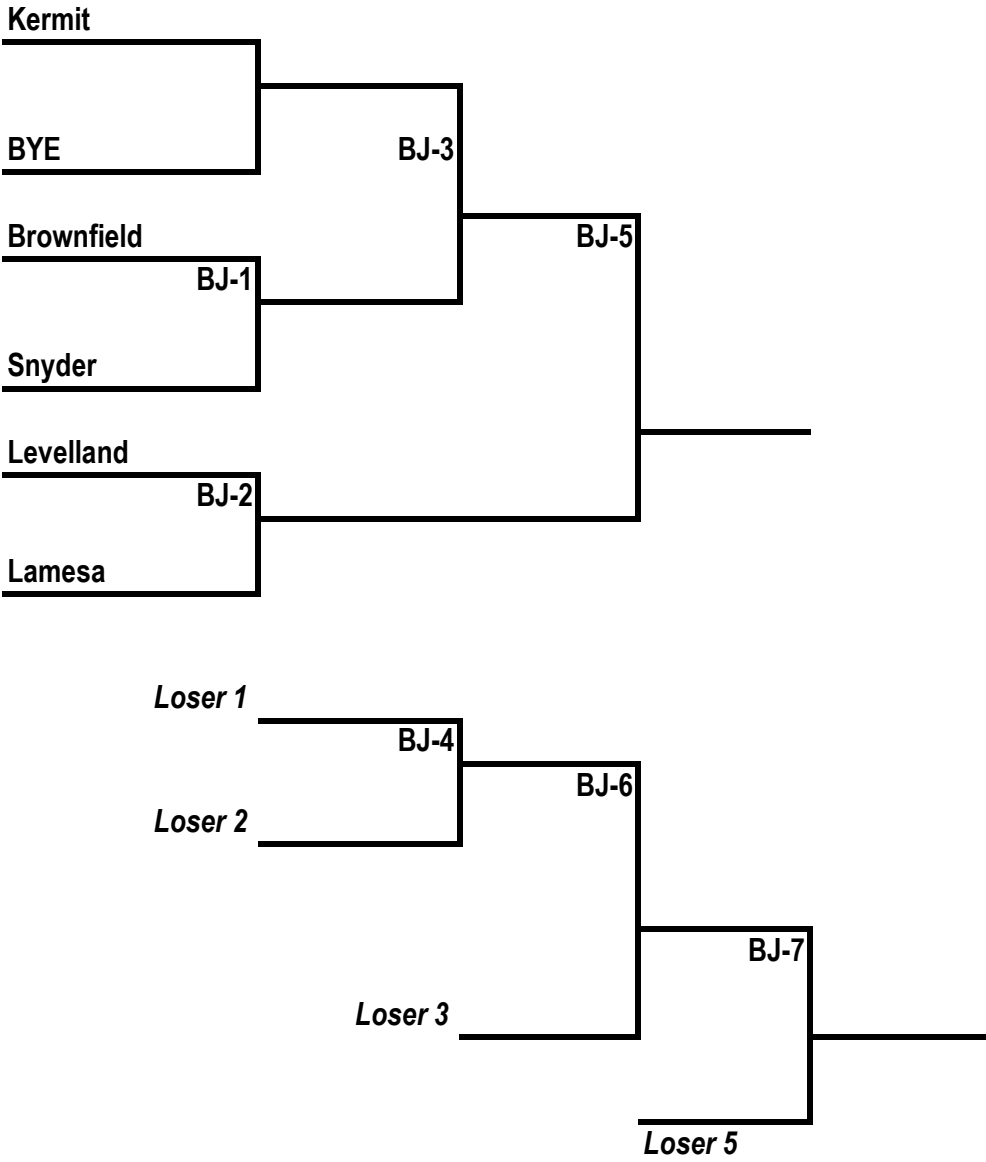 Kermit
BYE
BJ-3
Brownfield
BJ-5
BJ-1
Snyder
Levelland
BJ-2
Lamesa
Loser 1
BJ-4
BJ-6
Loser 2
BJ-7
Loser 3
Loser 5